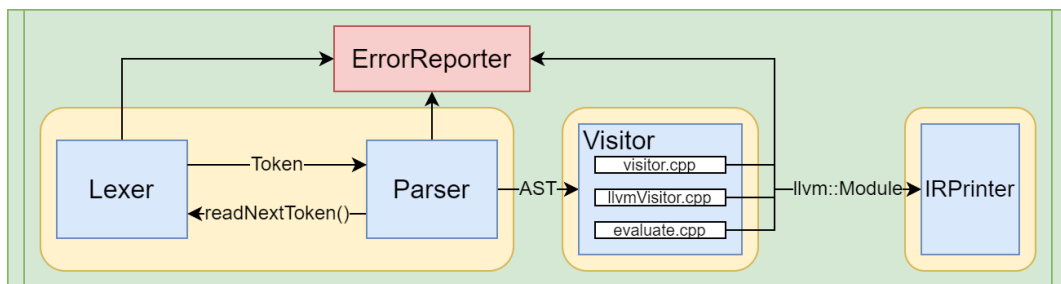 ErrorReporter
Lexer
Token
readNextToken()
Parser
AST
Visitor
visitor.cpp
llvmVisitor.cpp
evaluate.cpp
llvm::Module
IRPrinter